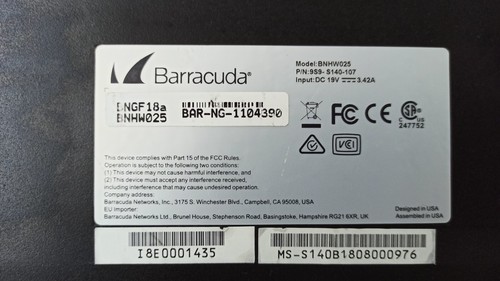 Barracuda®
Model:BNHW025
P/N:9S9- S140-107
Input:DC 19V ⎓ 3.42A
BNGF18a
BNHW025
BAR-NG-1104390
FC CE
247752
VCI
This device complies with Part 15 of the FCC Rules.
Operation is subject to the following two conditions:
(1) This device may not cause harmful interference, and
(2) This device must accept any interference received,
including interference that may cause undesired operation.
Barracuda Networks, Inc., 3175 S. Winchester Blvd., Campbell, CA 95008, USA
EU Importer:
Barracuda Networks Ltd., Brunel House, Stephenson Road, Basingstoke, Hampshire RG21 6XR, UK
Designed in USA
Assembled in USA.
I8E0001435
MS-S140B1808000976